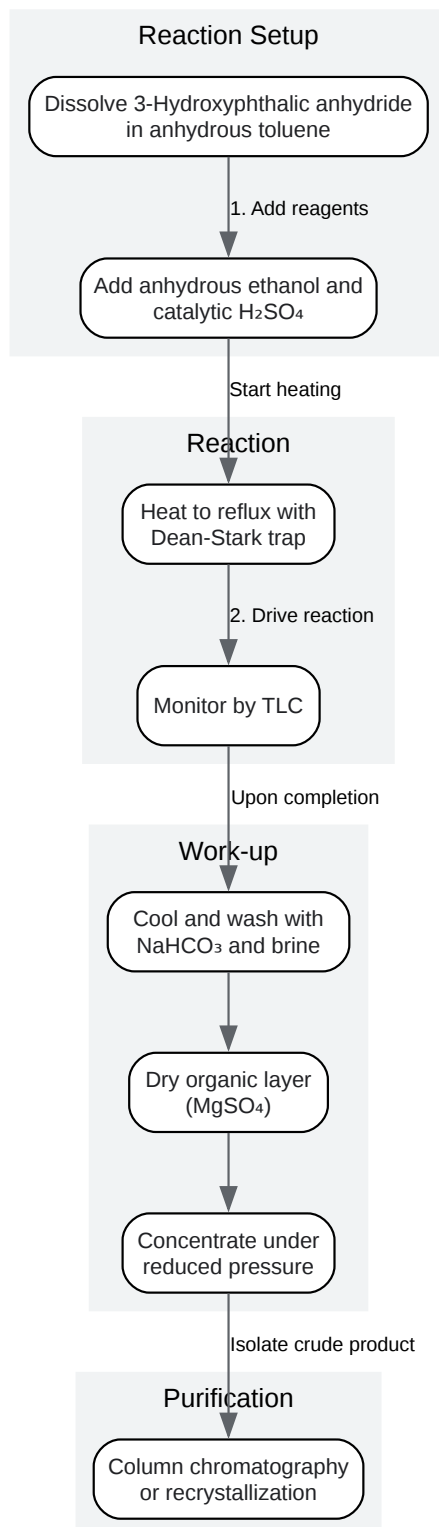 Reaction Setup
Dissolve 3-Hydroxyphthalic anhydride
in anhydrous toluene
1. Add reagents
Add anhydrous ethanol and
catalytic H₂SO₄
Start heating
Reaction
Heat to reflux with
Dean-Stark trap
2. Drive reaction
Monitor by TLC
Upon completion
Work-up
Cool and wash with
NaHCO₃ and brine
Dry organic layer
(MgSO₄)
Concentrate under
reduced pressure
Isolate crude product
Purification
Column chromatography
or recrystallization